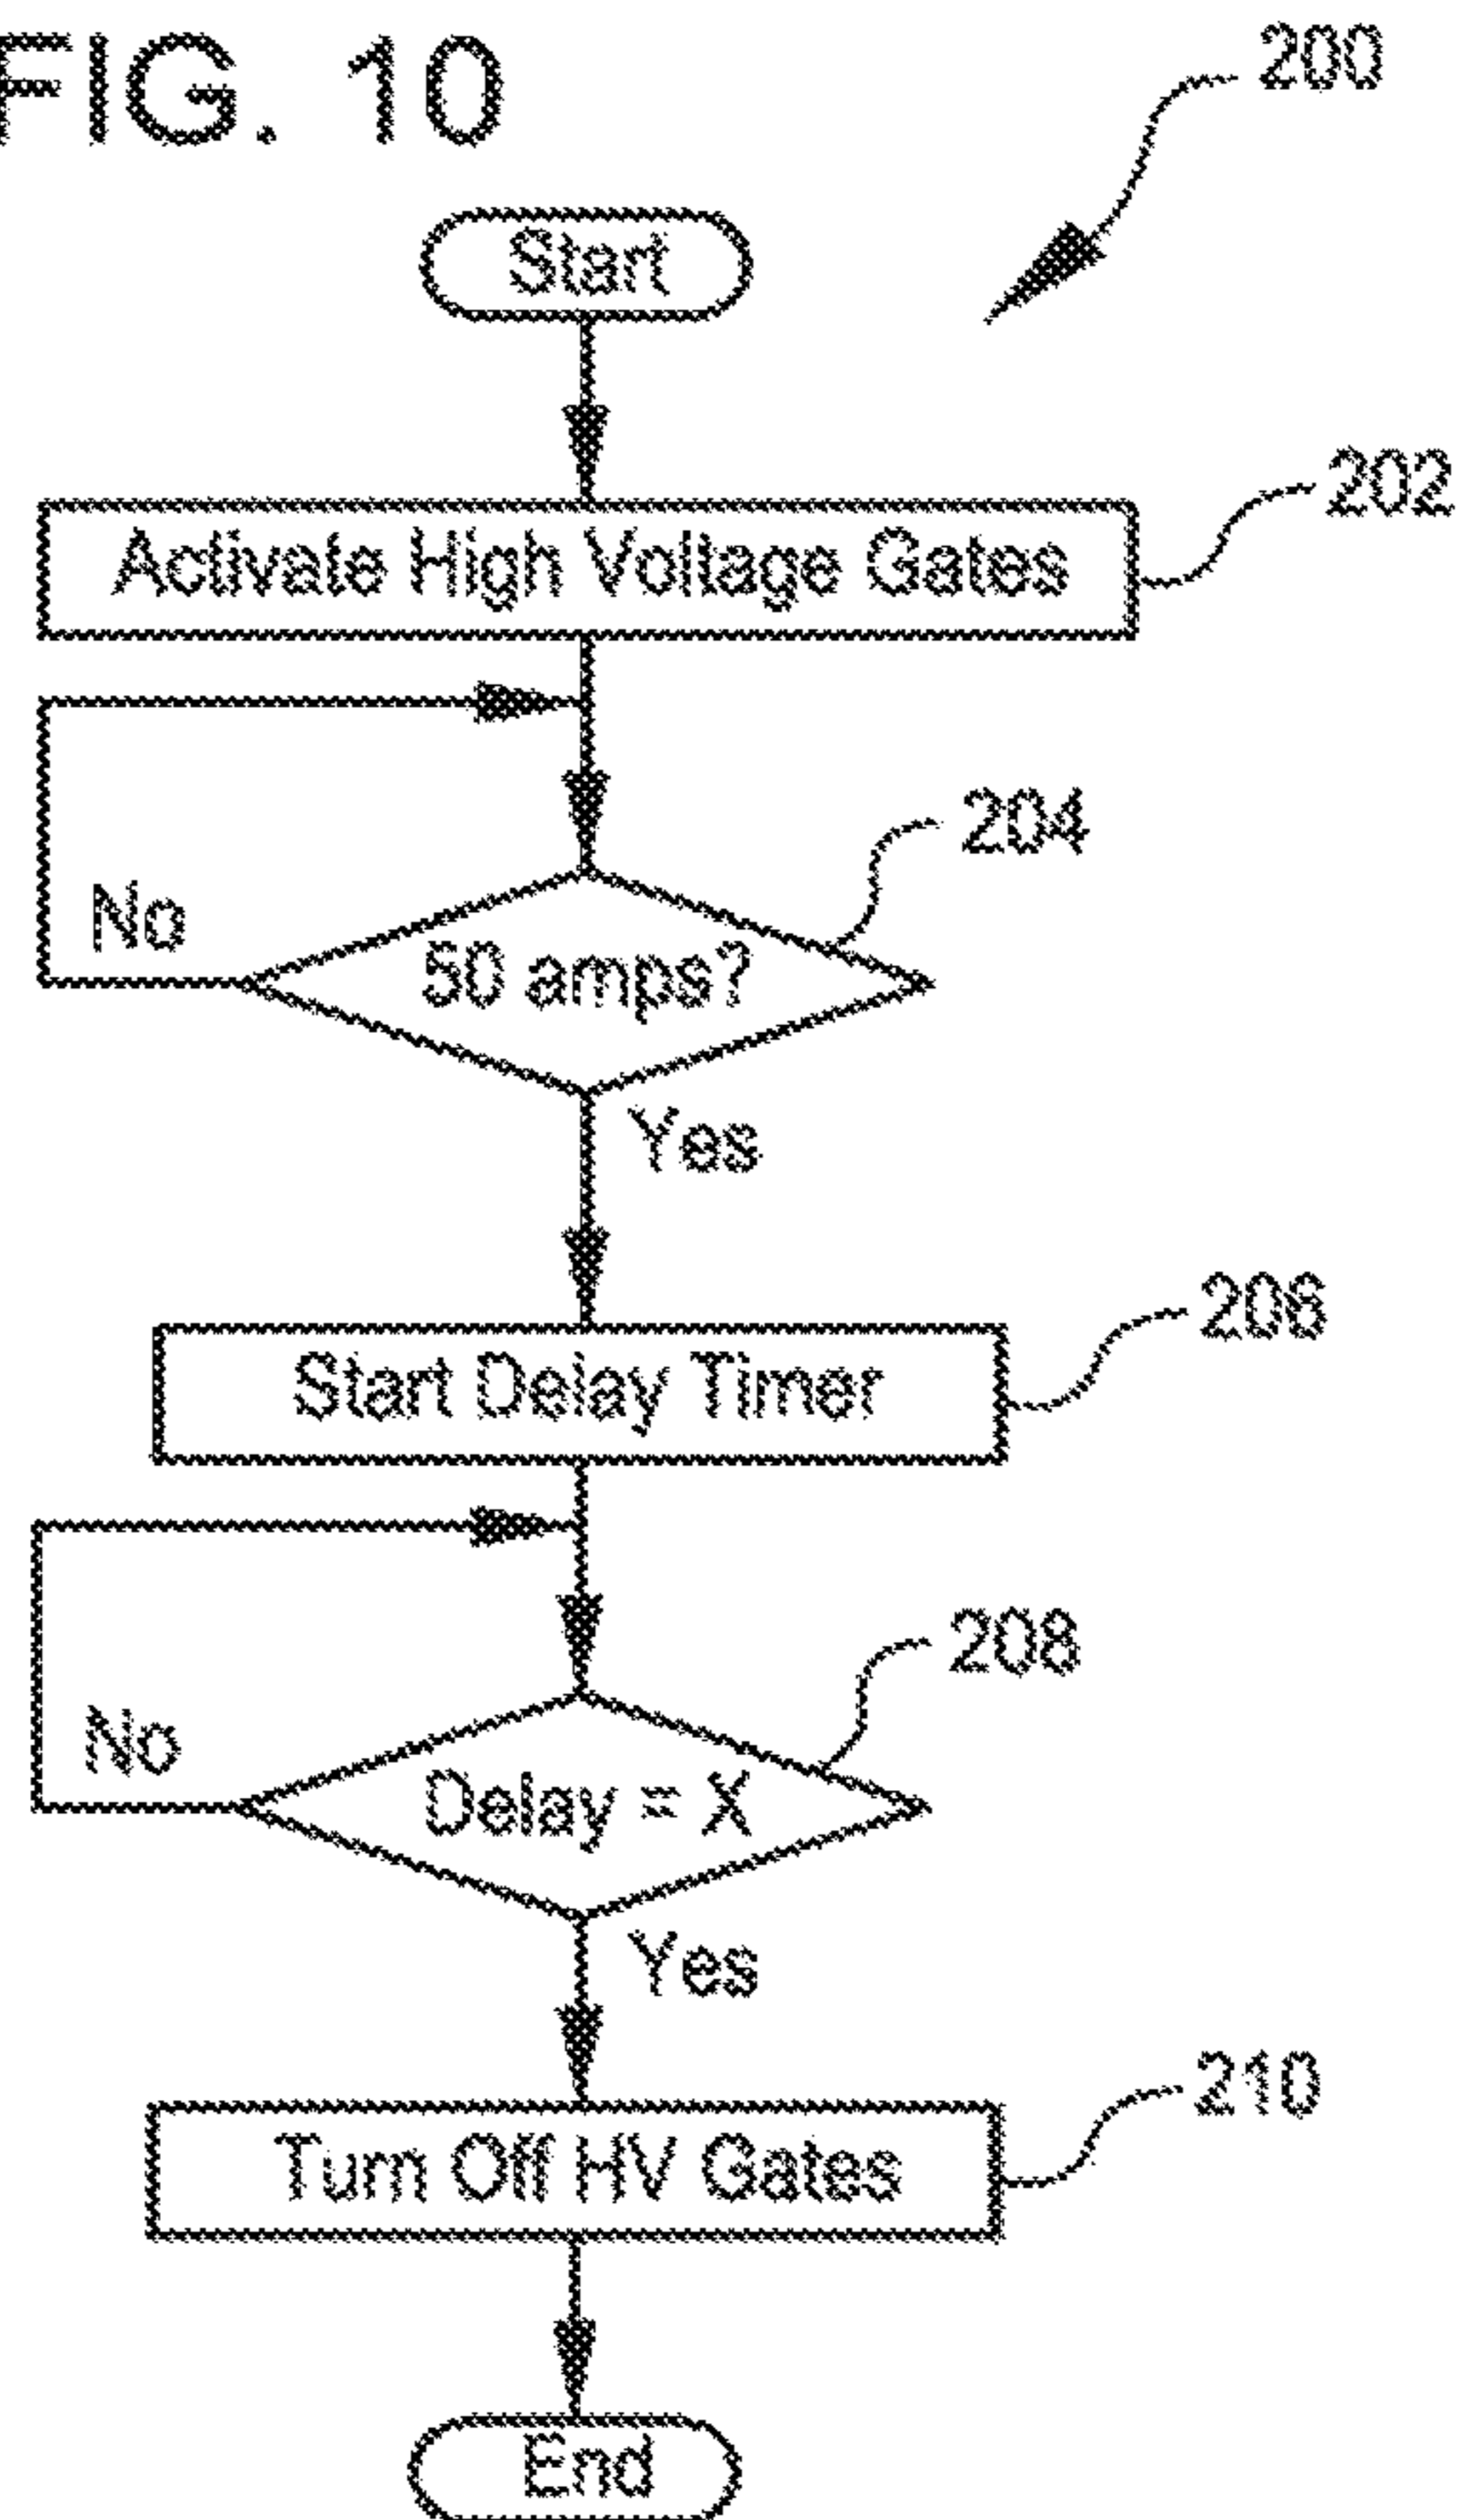 FIG. 10
200
Start
Activate High Voltage Gates
202
204
No
50 amps?
Yes
206
Start Delay Timer
208
No
Delay = X
Yes
210
Turn Off HV Gates
End